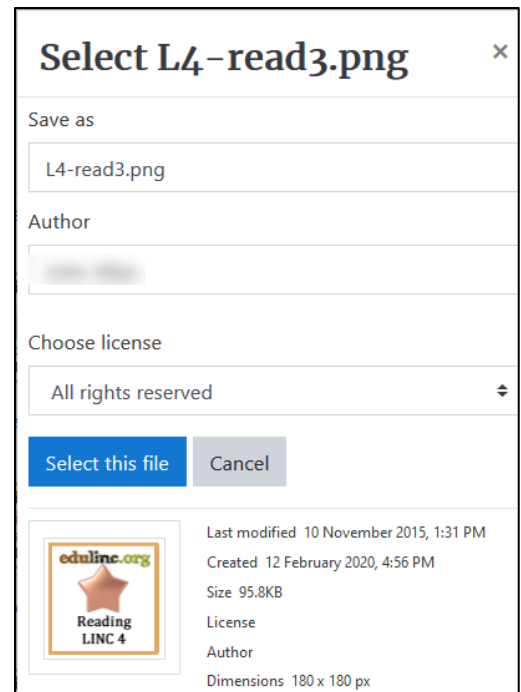 Select L4-read3.png ×
Save as
L4-read3.png
Author
Choose license
All rights reserved
Select this file Cancel
Last modified 10 November 2015, 1:31 PM
Created 12 February 2020, 4:56 PM
Size 95.8KB
License
Author
Dimensions 180 x 180 px
edulinc.org
Reading
LINC 4